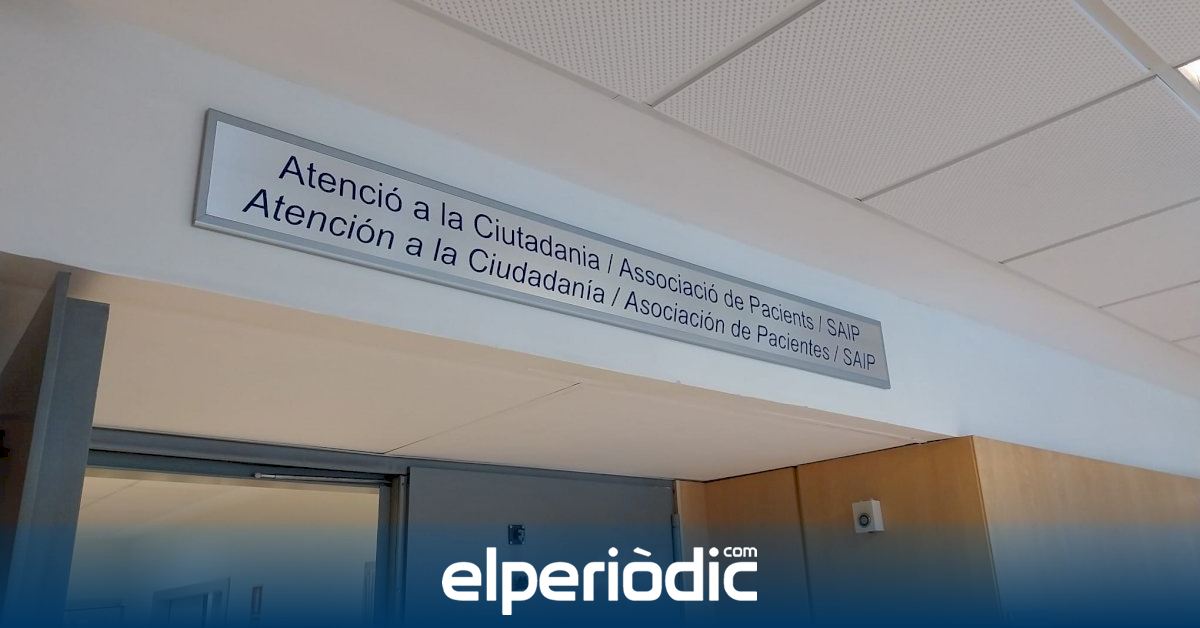 Atenció a la Ciutadania / Associació de Pacients / SAIP
Atención a la Ciudadanía / Asociación de Pacientes / SAIP
elperiòdic.com